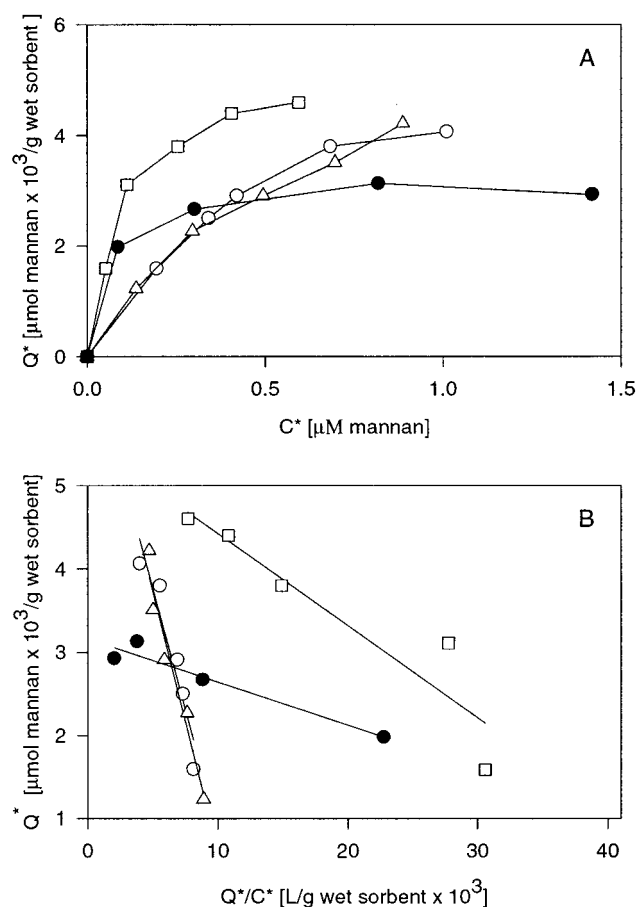 A
Q* [µmol mannan x 10³/g wet sorbent ]
6
4
2
0
0.0 0.5 1.0 1.5
C* [µM mannan]
B
Q* [µmol mannan x 10³/g wet sorbent]
5
4
3
2
1
0 10 20 30 40
Q*/C* [L/g wet sorbent x 10³]